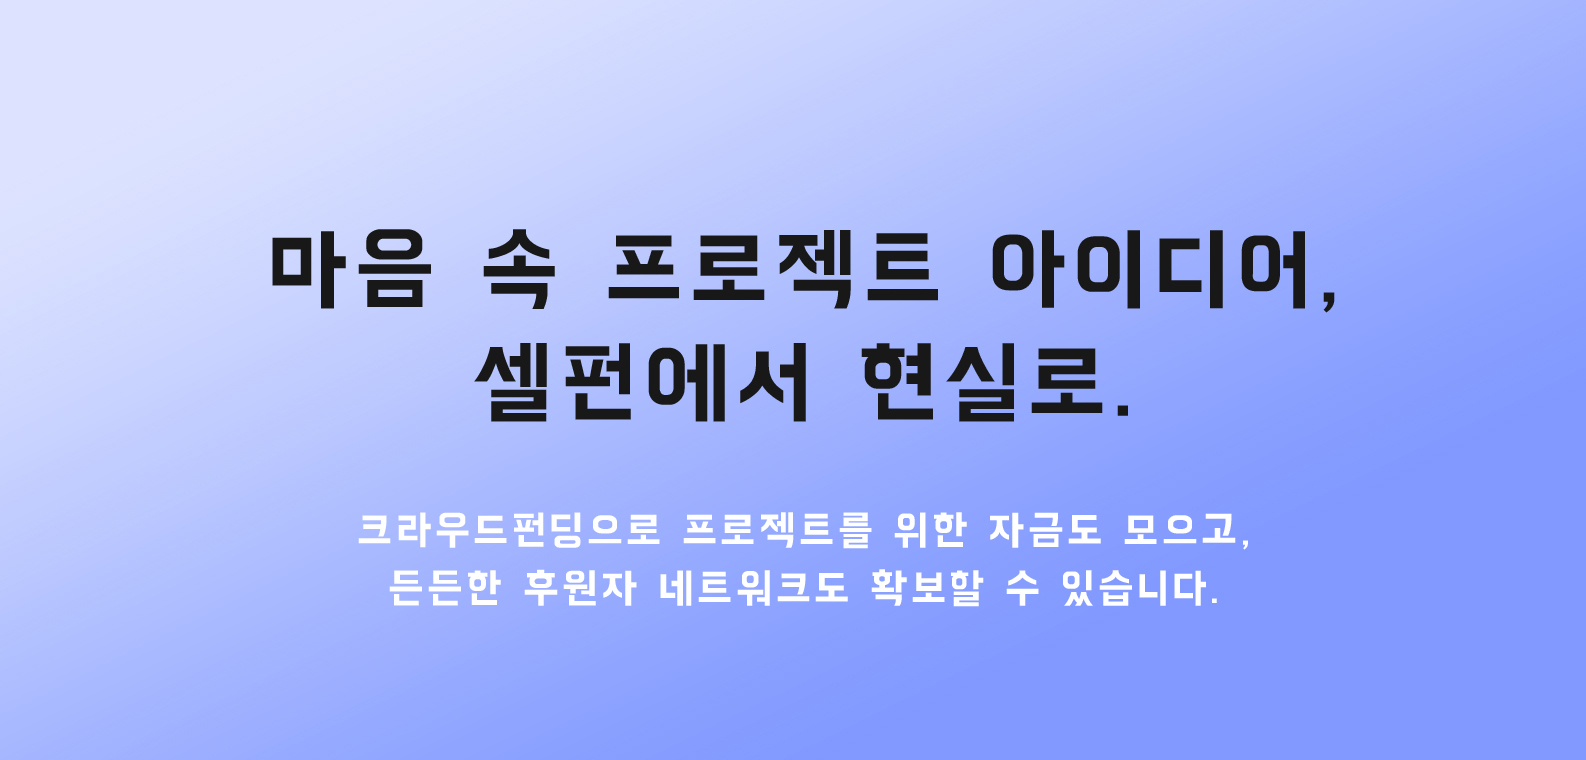 마음 속 프로젝트 아이디어,
셀펀에서 현실로.
크라우드펀딩으로 프로젝트를 위한 자금도 모으고,
든든한 후원자 네트워크도 확보할 수 있습니다.